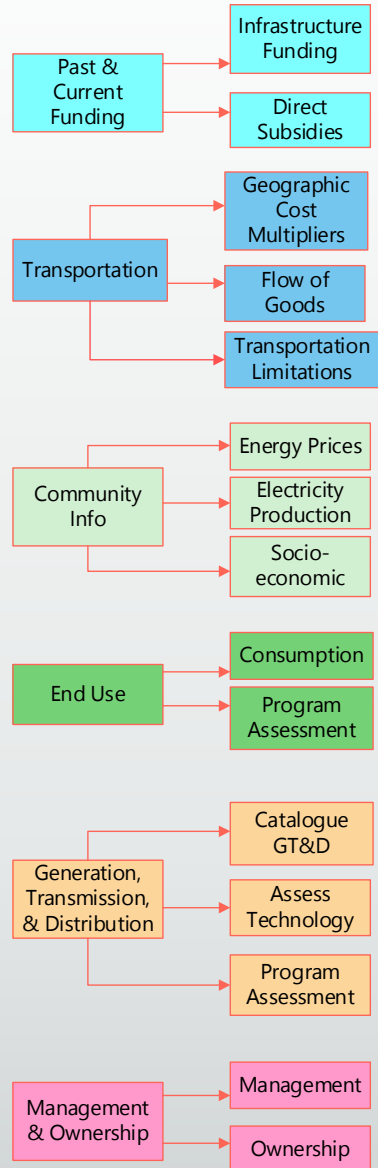 Past &
Current
Funding
Infrastructure
Funding
Direct
Subsidies
Transportation
Geographic
Cost
Multipliers
Flow of
Goods
Transportation
Limitations
Community
Info
Energy Prices
Electricity
Production
Socio-
economic
End Use
Consumption
Program
Assessment
Generation,
Transmission,
& Distribution
Catalogue
GT&D
Assess
Technology
Program
Assessment
Management
& Ownership
Management
Ownership